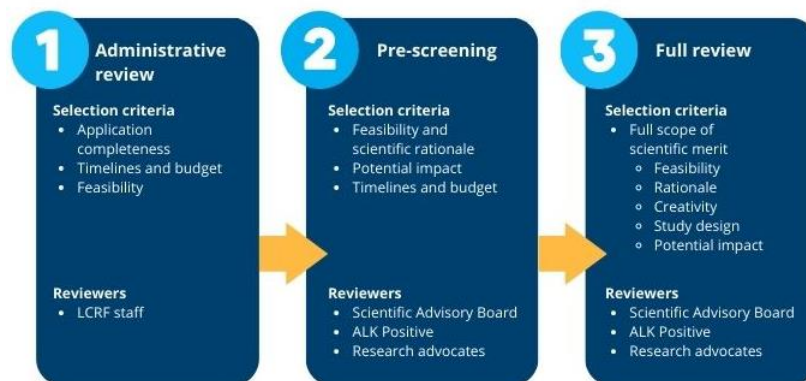 1
Administrative
review
Selection criteria
• Application
completeness
• Timelines and budget
• Feasibility
Reviewers
• LCRF staff
2
Pre-screening
Selection criteria
• Feasibility and
scientific rationale
• Potential impact
• Timelines and budget
Reviewers
• Scientific Advisory Board
• ALK Positive
• Research advocates
3
Full review
Selection criteria
• Full scope of
scientific merit
◦ Feasibility
◦ Rationale
◦ Creativity
◦ Study design
◦ Potential impact
Reviewers
• Scientific Advisory Board
• ALK Positive
• Research advocates